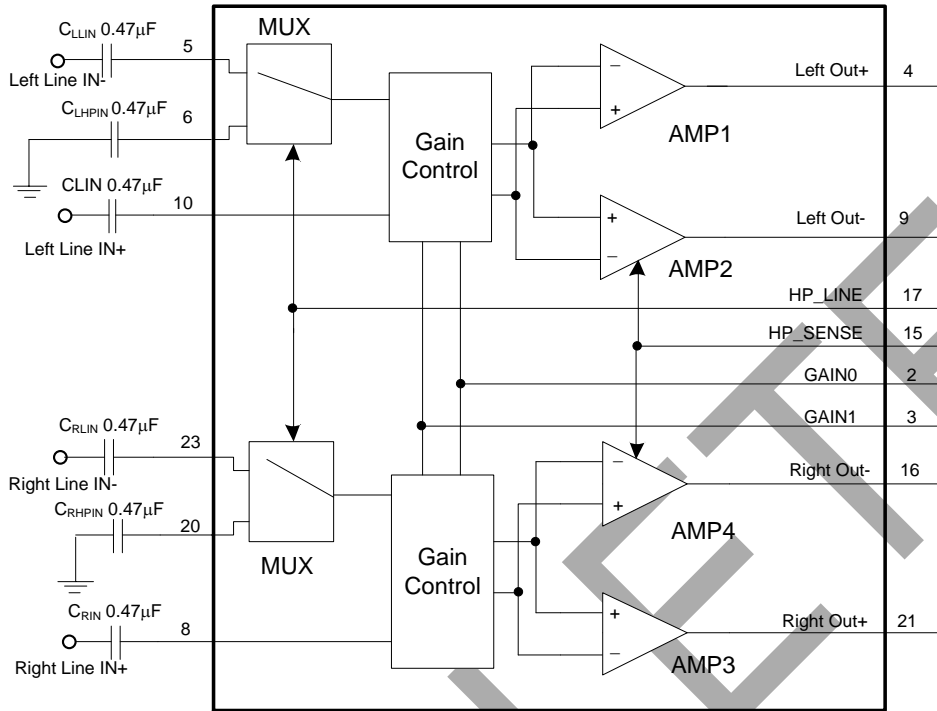 CLLIN 0.47μF
5
MUX
Left Line IN-
CLHPIN 0.47μF
6
CLIN 0.47μF
10
Left Line IN+
Gain
Control
−
+
AMP1
Left Out+ 4
+
−
AMP2
Left Out- 9
HP_LINE 17
HP_SENSE 15
GAIN0 2
GAIN1 3
CRLIN 0.47μF
23
Right Line IN-
CRHPIN 0.47μF
20
MUX
CRIN 0.47μF
8
Right Line IN+
Gain
Control
−
+
AMP4
Right Out- 16
+
−
AMP3
Right Out+ 21